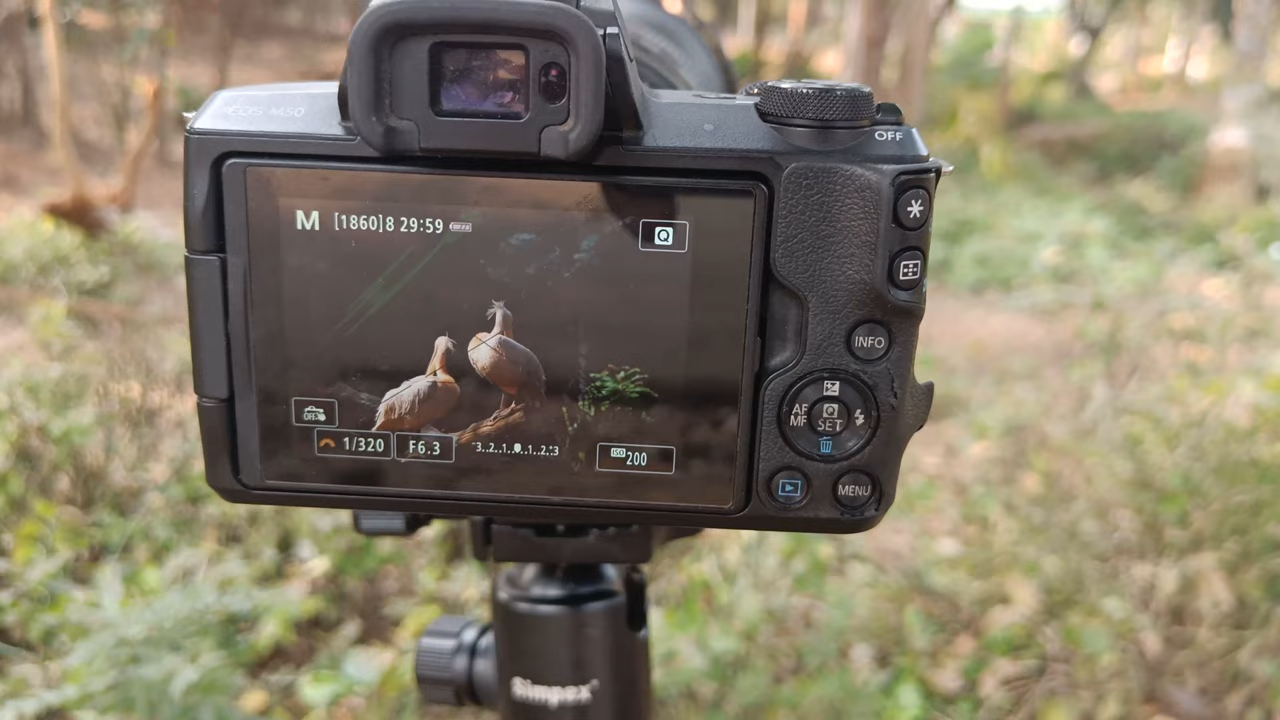 EOS M50
OFF
M [1860]8 29:59
Q
INFO
AF
MF
Q
SET
OFF
1/320 F6.3 -3..2..1..0..1..2..:3 ISO 200
MENU
Simpex